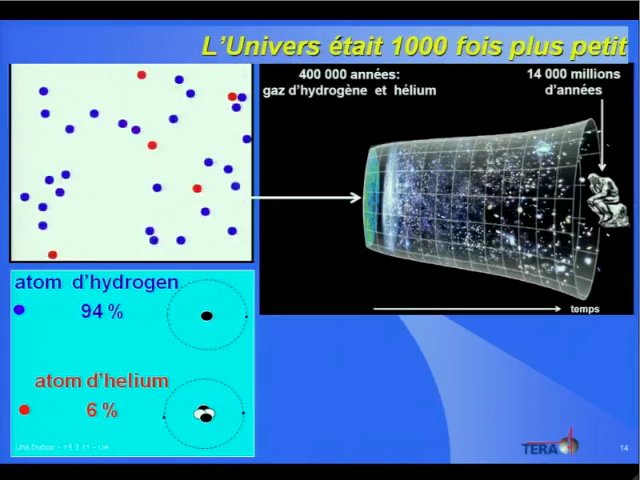 L'Univers était 1000 fois plus petit
400 000 années:
gaz d'hydrogène et hélium
14 000 millions
d'années
temps
atom d'hydrogen
94 %
atom d'helium
6 %
TERA
14